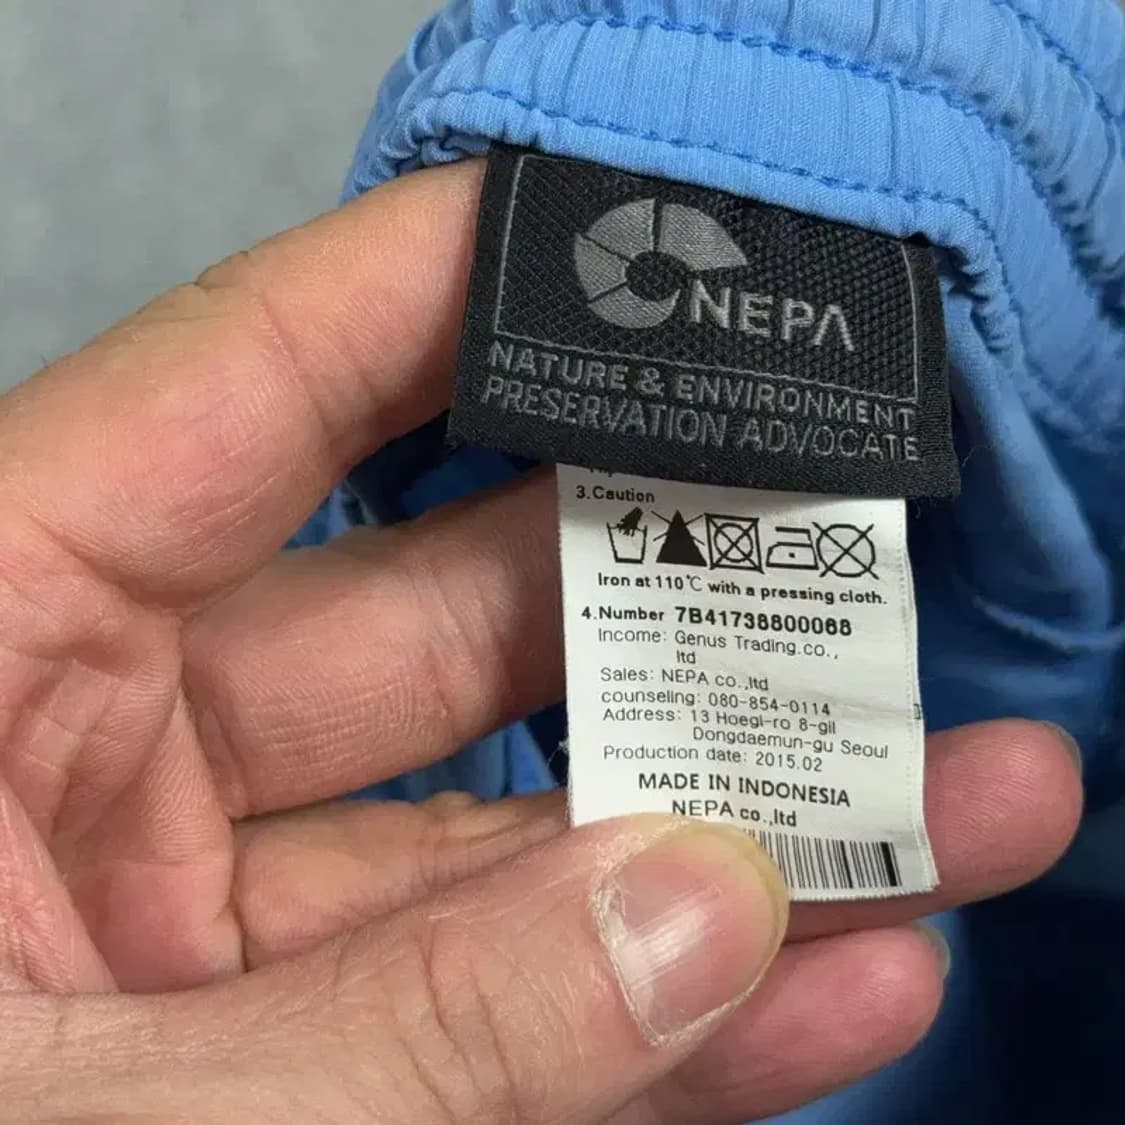 NEPA
NATURE & ENVIRONMENT
PRESERVATION ADVOCATE
3.Caution
Iron at 110℃ with a pressing cloth.
4.Number 7B41738800068
Income: Genus Trading.co.,
ltd
Sales: NEPA co.,ltd
counseling: 080-854-0114
Address: 13 Hoegi-ro 8-gil
Dongdaemun-gu Seoul
Production date: 2015.02
MADE IN INDONESIA
NEPA co.,ltd